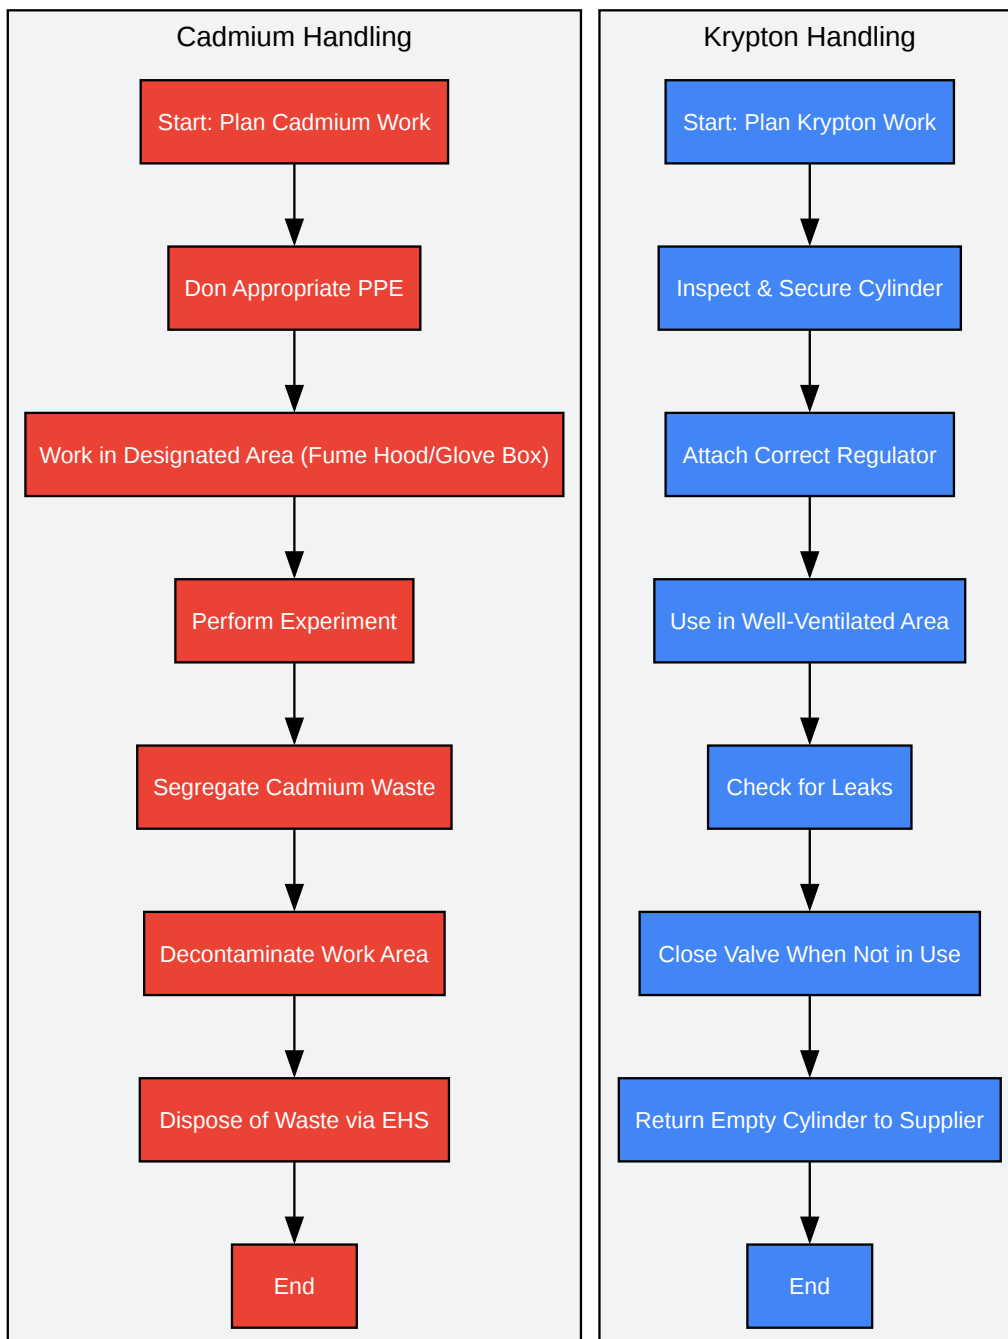 Cadmium Handling
Start: Plan Cadmium Work
Don Appropriate PPE
Work in Designated Area (Fume Hood/Glove Box)
Perform Experiment
Segregate Cadmium Waste
Decontaminate Work Area
Dispose of Waste via EHS
End
Krypton Handling
Start: Plan Krypton Work
Inspect & Secure Cylinder
Attach Correct Regulator
Use in Well-Ventilated Area
Check for Leaks
Close Valve When Not in Use
Return Empty Cylinder to Supplier
End